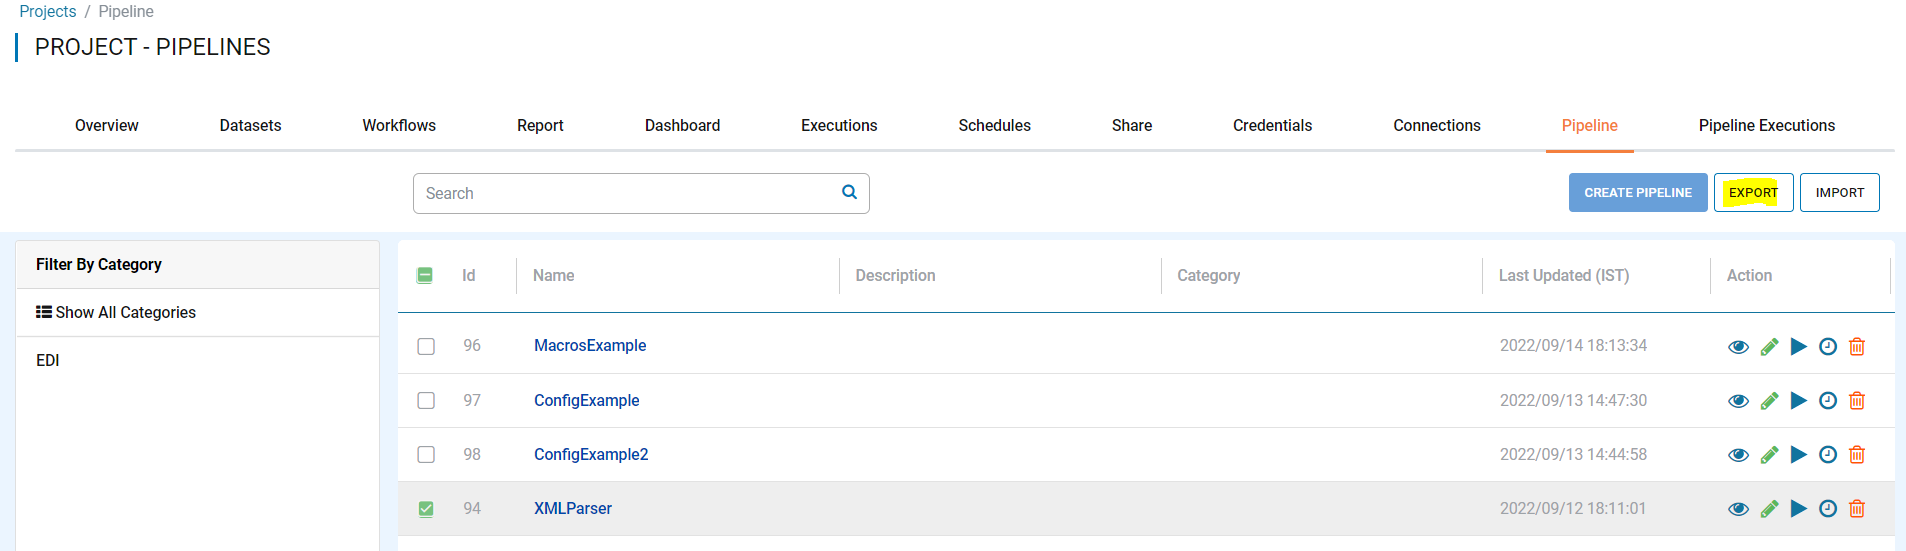 Projects / Pipeline
PROJECT - PIPELINES
Overview Datasets Workflows Report Dashboard Executions Schedules Share Credentials Connections Pipeline Pipeline Executions
Search CREATE PIPELINE EXPORT IMPORT
Filter By Category
Show All Categories
EDI
Id Name Description Category Last Updated (IST) Action
96 MacrosExample 2022/09/14 18:13:34
97 ConfigExample 2022/09/13 14:47:30
98 ConfigExample2 2022/09/13 14:44:58
94 XMLParser 2022/09/12 18:11:01